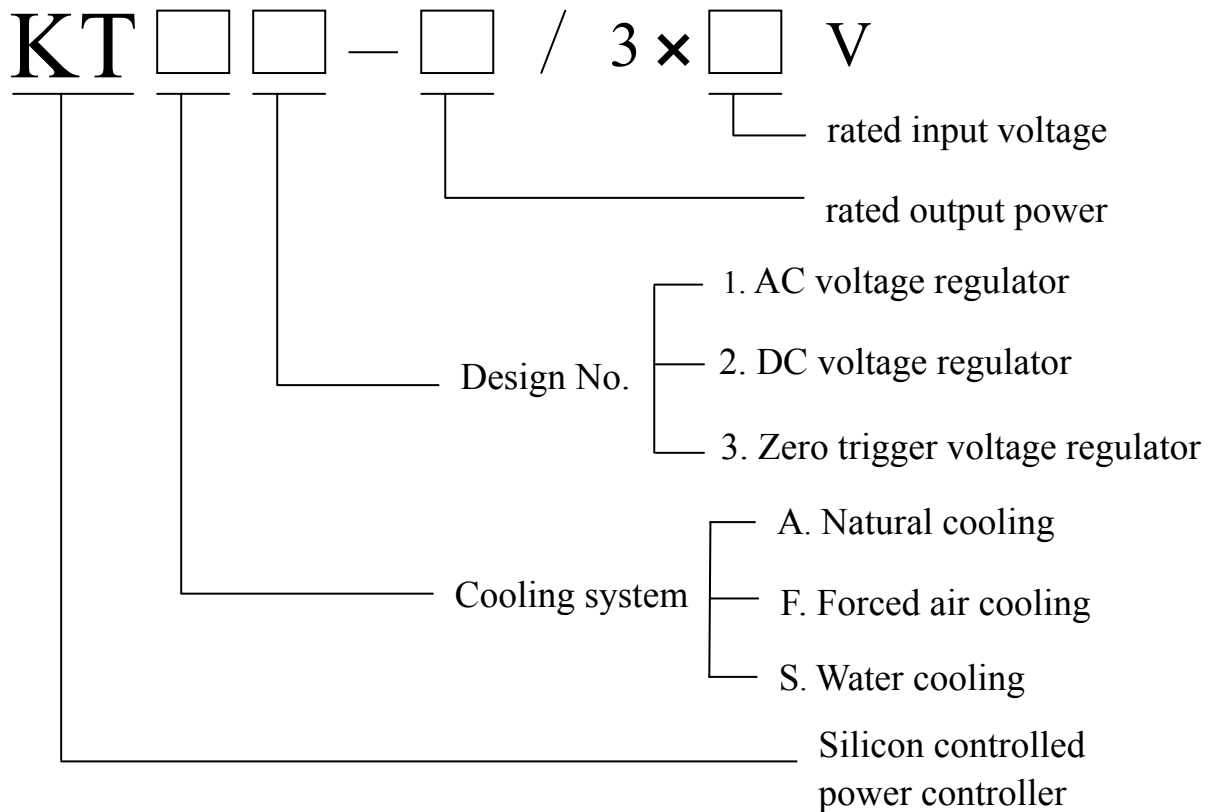 KT□□–□ / 3×□ V
rated input voltage
rated output power
1. AC voltage regulator
Design No.
2. DC voltage regulator
3. Zero trigger voltage regulator
A. Natural cooling
Cooling system
F. Forced air cooling
S. Water cooling
Silicon controlled
power controller